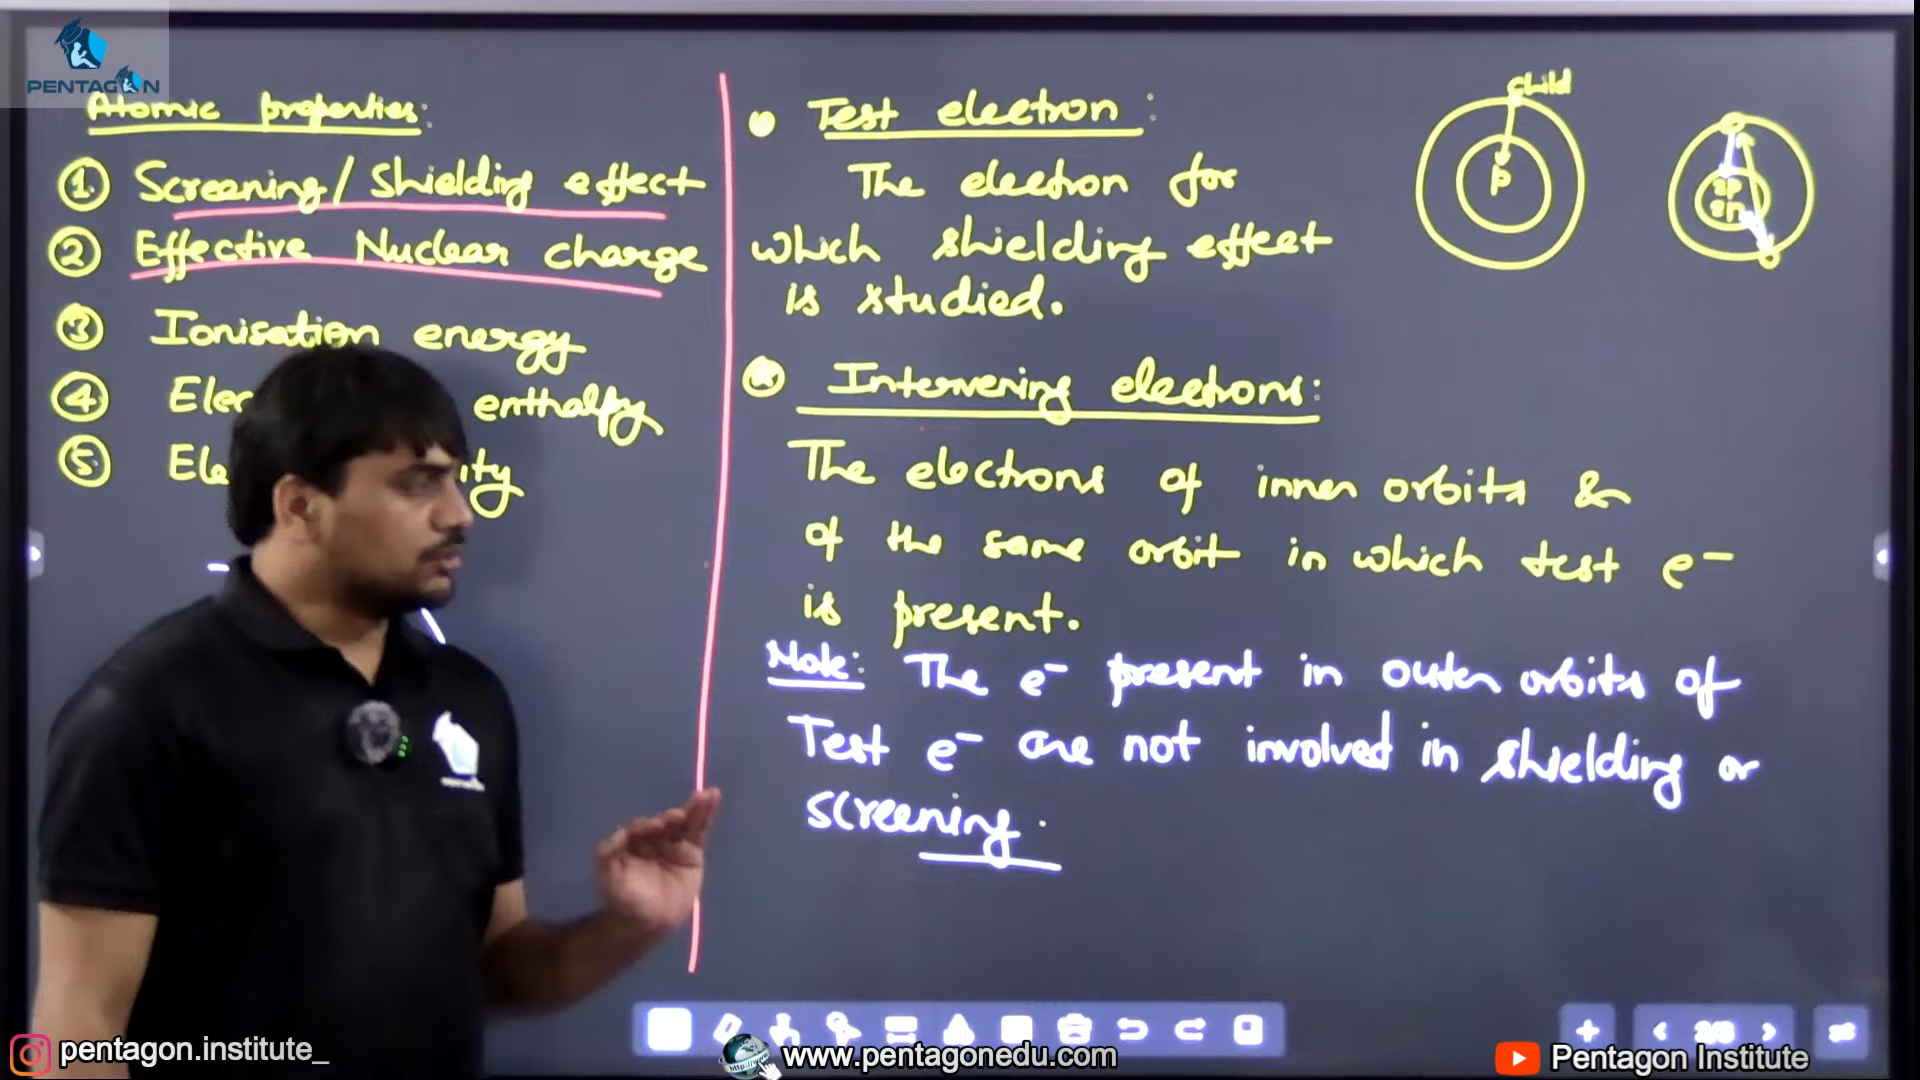 PENTAGON
Atomic properties:
1. Screening/Shielding effect
2 Effective Nuclear charge
3 Ionisation energy
4 enthalpy
5
• Test electron:
The electron for
which shielding effect
is studied.
Intervening electrons:
The electrons of inner orbits &
of the same orbit in which test e⁻
is present.
Note: The e⁻ present in outer orbits of
Test e⁻ are not involved in shielding or
screening.
child
P
pentagon.institute_
http://
www.pentagonedu.com
Pentagon Institute